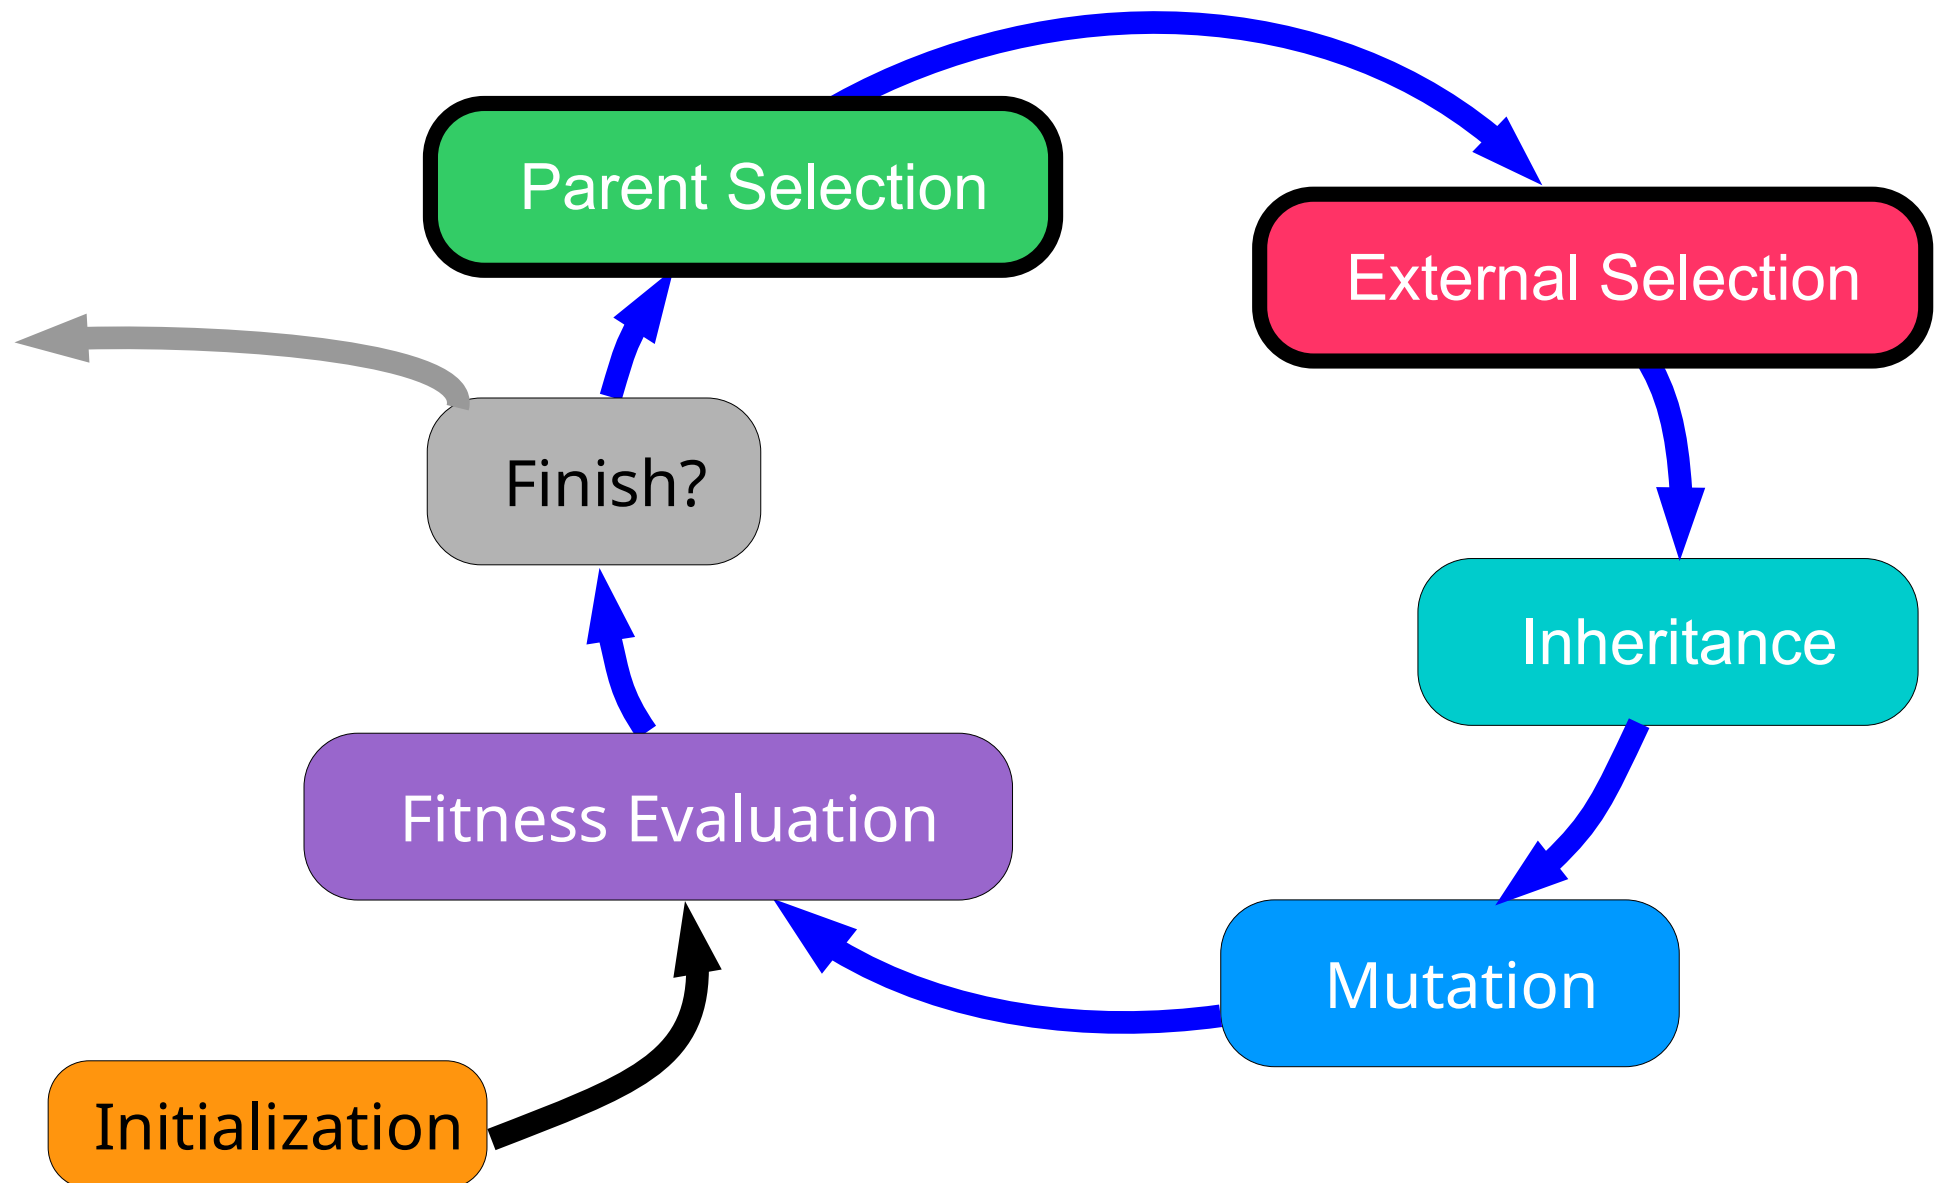 Parent Selection
External Selection
Finish?
Inheritance
Fitness Evaluation
Mutation
Initialization